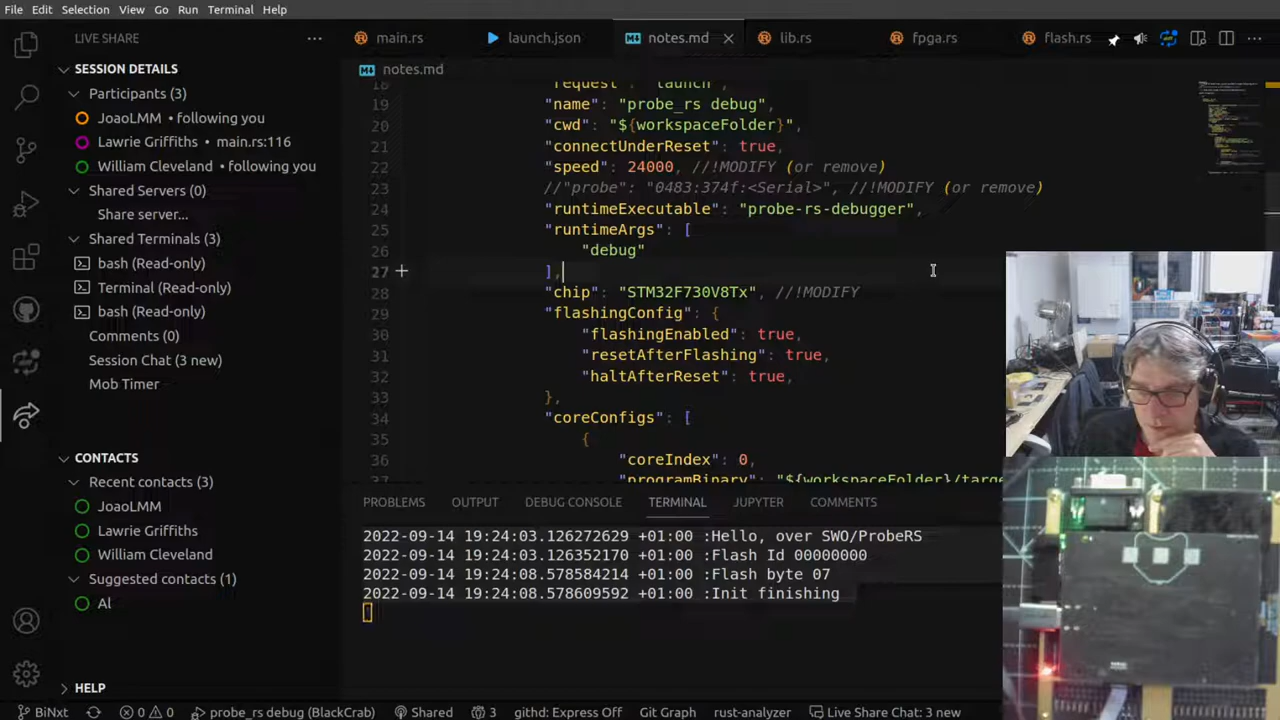 File Edit Selection View Go Run Terminal Help
LIVE SHARE
main.rs launch.json notes.md lib.rs fpga.rs flash.rs
SESSION DETAILS
Participants (3)
JoaoLMM • following you
Lawrie Griffiths • main.rs:116
William Cleveland • following you
Shared Servers (0)
Share server...
Shared Terminals (3)
bash (Read-only)
Terminal (Read-only)
bash (Read-only)
Comments (0)
Session Chat (3 new)
Mob Timer
CONTACTS
Recent contacts (3)
JoaoLMM
Lawrie Griffiths
William Cleveland
Suggested contacts (1)
Al
HELP
notes.md
18 "request": "launch",
19 "name": "probe_rs debug",
20 "cwd": "${workspaceFolder}",
21 "connectUnderReset": true,
22 "speed": 24000, //!MODIFY (or remove)
23 //"probe": "0483:374f:<Serial>", //!MODIFY (or remove)
24 "runtimeExecutable": "probe-rs-debugger",
25 "runtimeArgs": [
26 "debug"
27 ],
28 "chip": "STM32F730V8Tx", //!MODIFY
29 "flashingConfig": {
30 "flashingEnabled": true,
31 "resetAfterFlashing": true,
32 "haltAfterReset": true,
33 },
34 "coreConfigs": [
35 {
36 "coreIndex": 0,
37 "programBinary": "${workspaceFolder}/targe
PROBLEMS OUTPUT DEBUG CONSOLE TERMINAL JUPYTER COMMENTS
2022-09-14 19:24:03.126272629 +01:00 :Hello, over SWO/ProbeRS
2022-09-14 19:24:03.126352170 +01:00 :Flash Id 00000000
2022-09-14 19:24:08.578584214 +01:00 :Flash byte 07
2022-09-14 19:24:08.578609592 +01:00 :Init finishing
BiNxt 0 0 probe_rs debug (BlackCrab) Shared 3 githd: Express Off Git Graph rust-analyzer Live Share Chat: 3 new